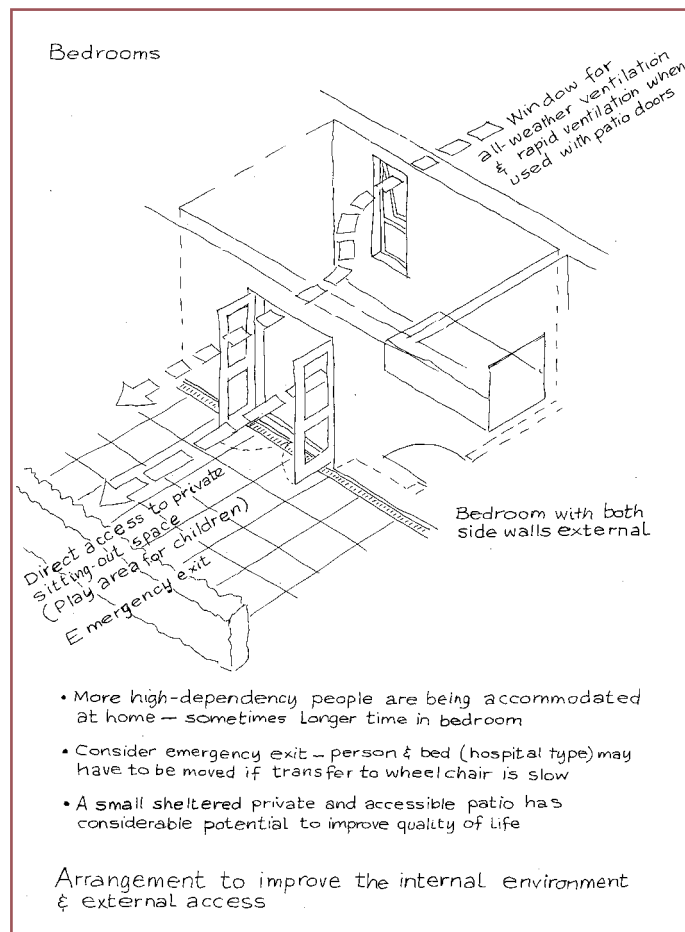 Bedrooms
Window for
all-weather ventilation
& rapid ventilation when
used with patio doors
Direct access to private
sitting-out space
(Play area for children)
Emergency exit
Bedroom with both
side walls external
• More high-dependency people are being accommodated
at home – sometimes longer time in bedroom
• Consider emergency exit – person & bed (hospital type) may
have to be moved if transfer to wheelchair is slow
• A small sheltered private and accessible patio has
considerable potential to improve quality of life
Arrangement to improve the internal environment
& external access